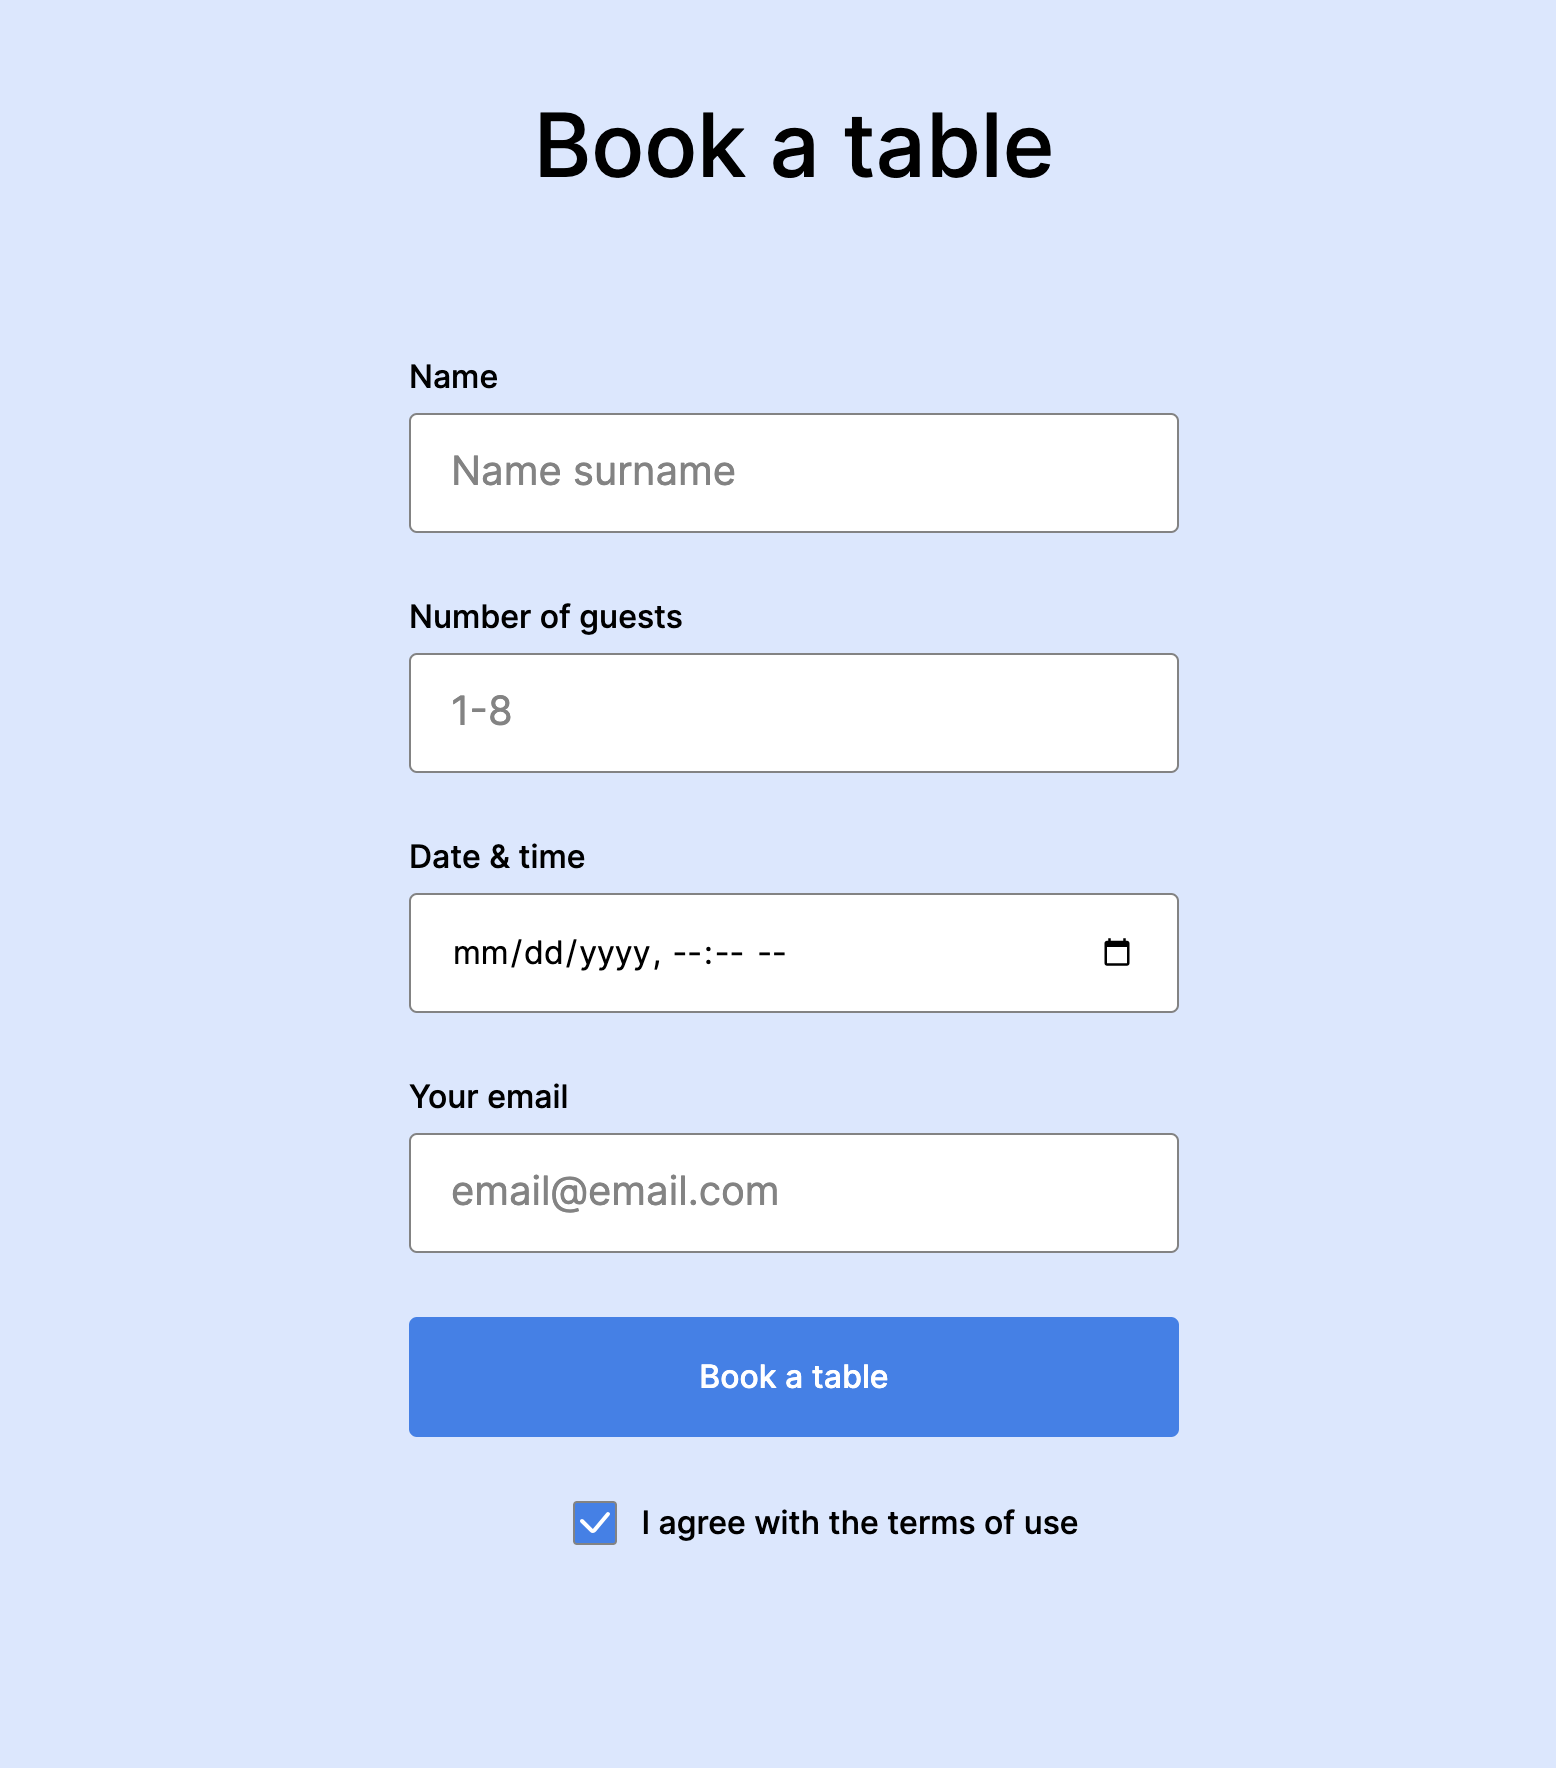 Book a table
Name
Name surname
Number of guests
1-8
Date & time
mm/dd/yyyy, --:-- --
Your email
email@email.com
Book a table
I agree with the terms of use